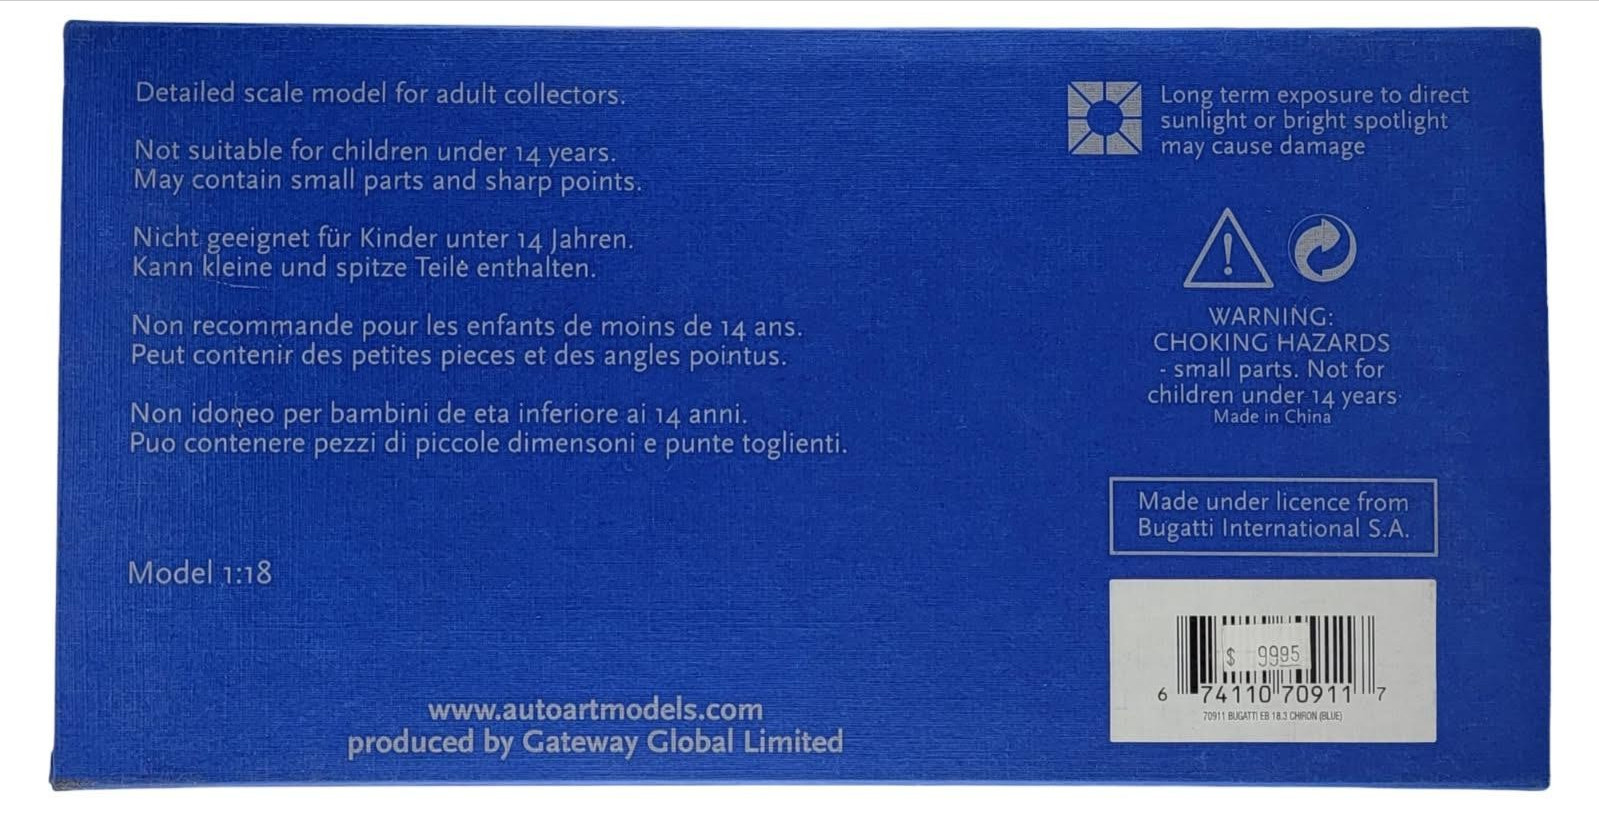 Detailed scale model for adult collectors.
Not suitable for children under 14 years.
May contain small parts and sharp points.
Nicht geeignet für Kinder unter 14 Jahren.
Kann kleine und spitze Teile enthalten.
Non recommande pour les enfants de moins de 14 ans.
Peut contenir des petites pieces et des angles pointus.
Non idoneo per bambini de eta inferiore ai 14 anni.
Puo contenere pezzi di piccole dimensoni e punte toglienti.
Model 1:18
www.autoartmodels.com
produced by Gateway Global Limited
Long term exposure to direct
sunlight or bright spotlight
may cause damage
WARNING:
CHOKING HAZARDS
- small parts. Not for
children under 14 years
Made in China
Made under licence from
Bugatti International S.A.
$ 9995
6 74110 70911 7
70911 BUGATTI EB 18.3 CHIRON (BLUE)